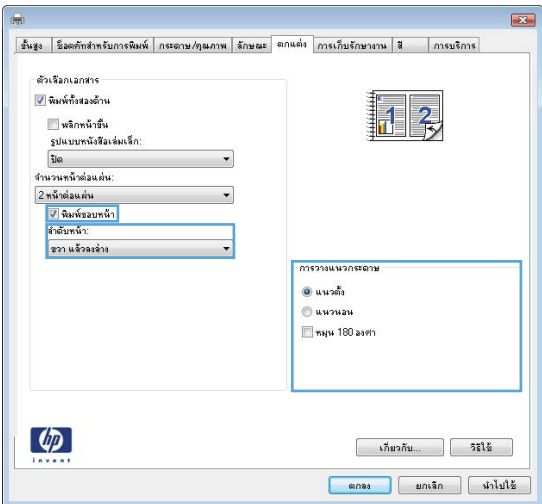 ขั้นสูง ช็อตคัทสำหรับการพิมพ์ กระดาษ/คุณภาพ ลักษณะ ตกแต่ง การเก็บรักษางาน สี การบริการ
ตัวเลือกเอกสาร
พิมพ์ทั้งสองด้าน
พลิกหน้าขึ้น
รูปแบบหนังสือเล่มเล็ก:
ปิด
จำนวนหน้าต่อแผ่น:
2 หน้าต่อแผ่น
พิมพ์ขอบหน้า
ลำดับหน้า:
ขวา แล้วลงล่าง
1 2
การวางแนวกระดาษ
แนวตั้ง
แนวนอน
หมุน 180 องศา
hp
invent
เกี่ยวกับ... วิธีใช้
ตกลง ยกเลิก นำไปใช้